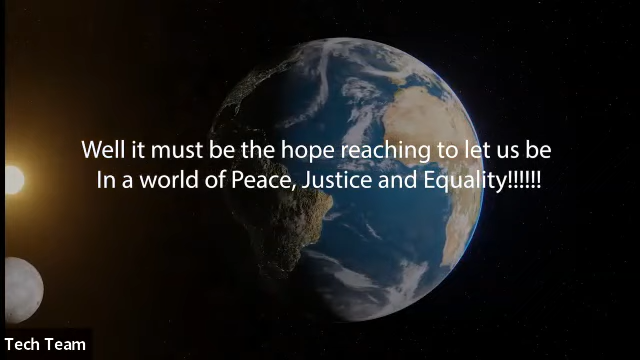 Well it must be the hope reaching to let us be
In a world of Peace, Justice and Equality!!!!!!
Tech Team